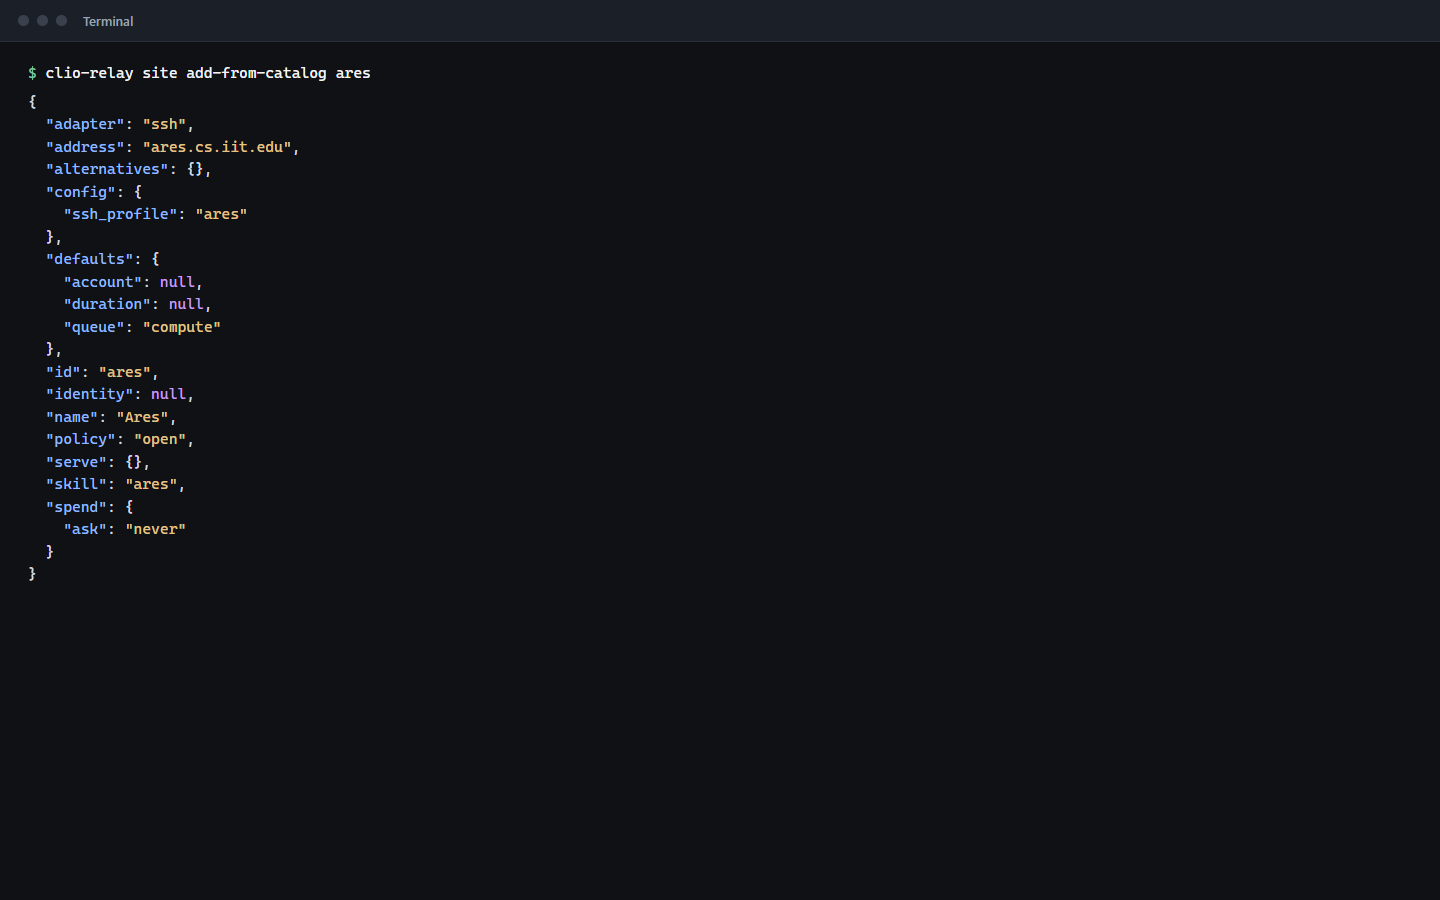 Terminal
$ clio-relay site add-from-catalog ares
{
  "adapter": "ssh",
  "address": "ares.cs.iit.edu",
  "alternatives": {},
  "config": {
    "ssh_profile": "ares"
  },
  "defaults": {
    "account": null,
    "duration": null,
    "queue": "compute"
  },
  "id": "ares",
  "identity": null,
  "name": "Ares",
  "policy": "open",
  "serve": {},
  "skill": "ares",
  "spend": {
    "ask": "never"
  }
}